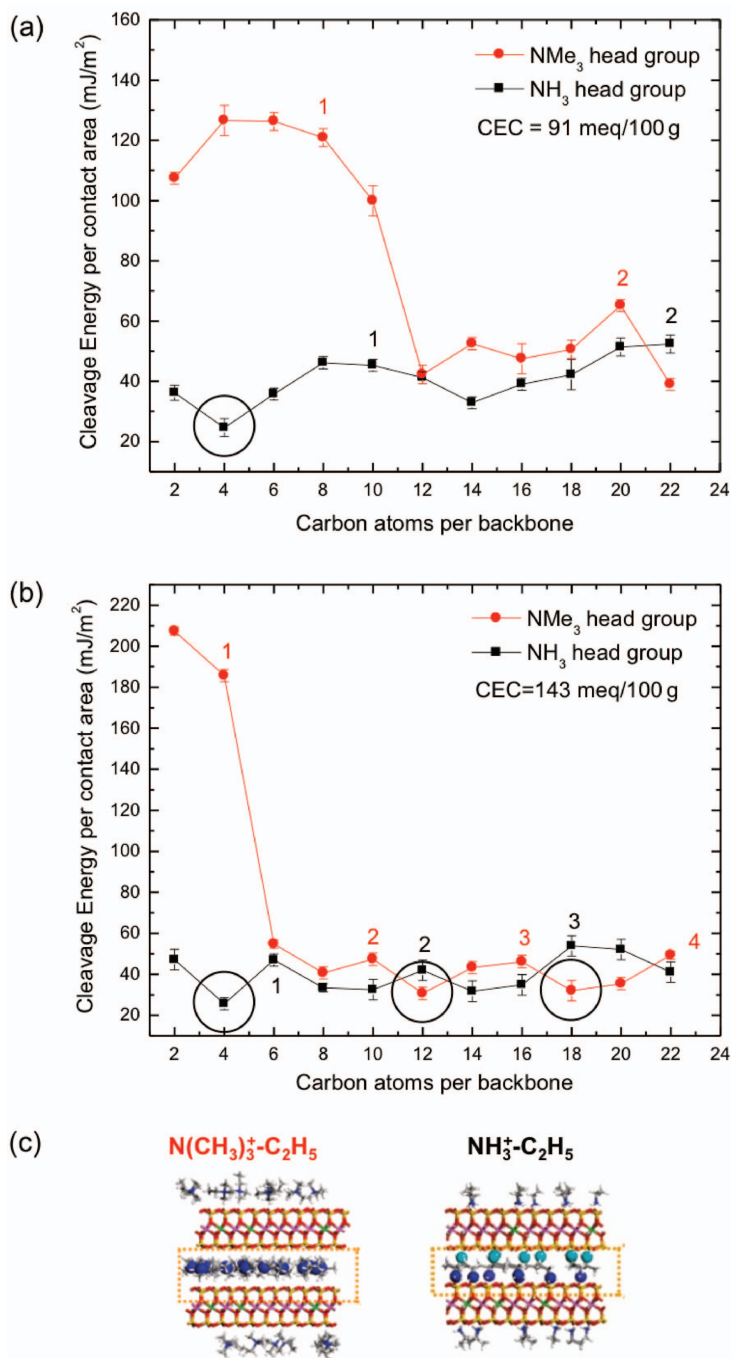 (a)
160
140
120
100
80
60
40
20
Cleavage Energy per contact area (mJ/m²)
NMe₃ head group
NH₃ head group
CEC = 91 meq/100 g
1
1
2
2
2 4 6 8 10 12 14 16 18 20 22 24
Carbon atoms per backbone
(b)
220
200
180
160
140
120
100
80
60
40
20
Cleavage Energy per contact area (mJ/m²)
NMe₃ head group
NH₃ head group
CEC=143 meq/100 g
1
1
2
2
3
3
4
2 4 6 8 10 12 14 16 18 20 22 24
Carbon atoms per backbone
(c)
N(CH₃)₃⁺-C₂H₅
NH₃⁺-C₂H₅